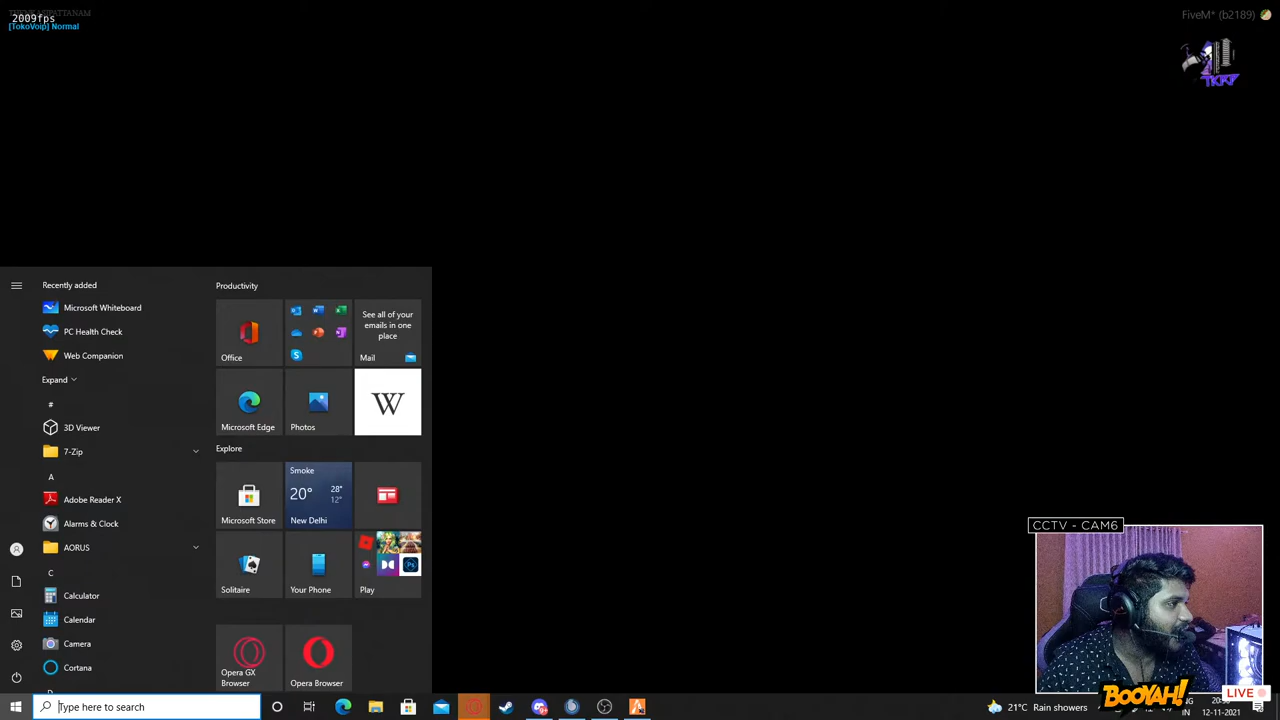 2009fps
[TokoVoip] Normal
FiveM* (b2189)
TKRP
Recently added
Microsoft Whiteboard
PC Health Check
Web Companion
Expand
#
3D Viewer
7-Zip
A
Adobe Reader X
Alarms & Clock
AORUS
C
Calculator
Calendar
Camera
Cortana
Productivity
Office
See all of your
emails in one
place
Mail
Microsoft Edge
Photos
W
Explore
Microsoft Store
Smoke
20°
28°
12°
New Delhi
Solitaire
Your Phone
Play
Opera GX
Browser
Opera Browser
CCTV - CAM6
BOOYAH!
LIVE
Type here to search
21°C Rain showers
12-11-2021